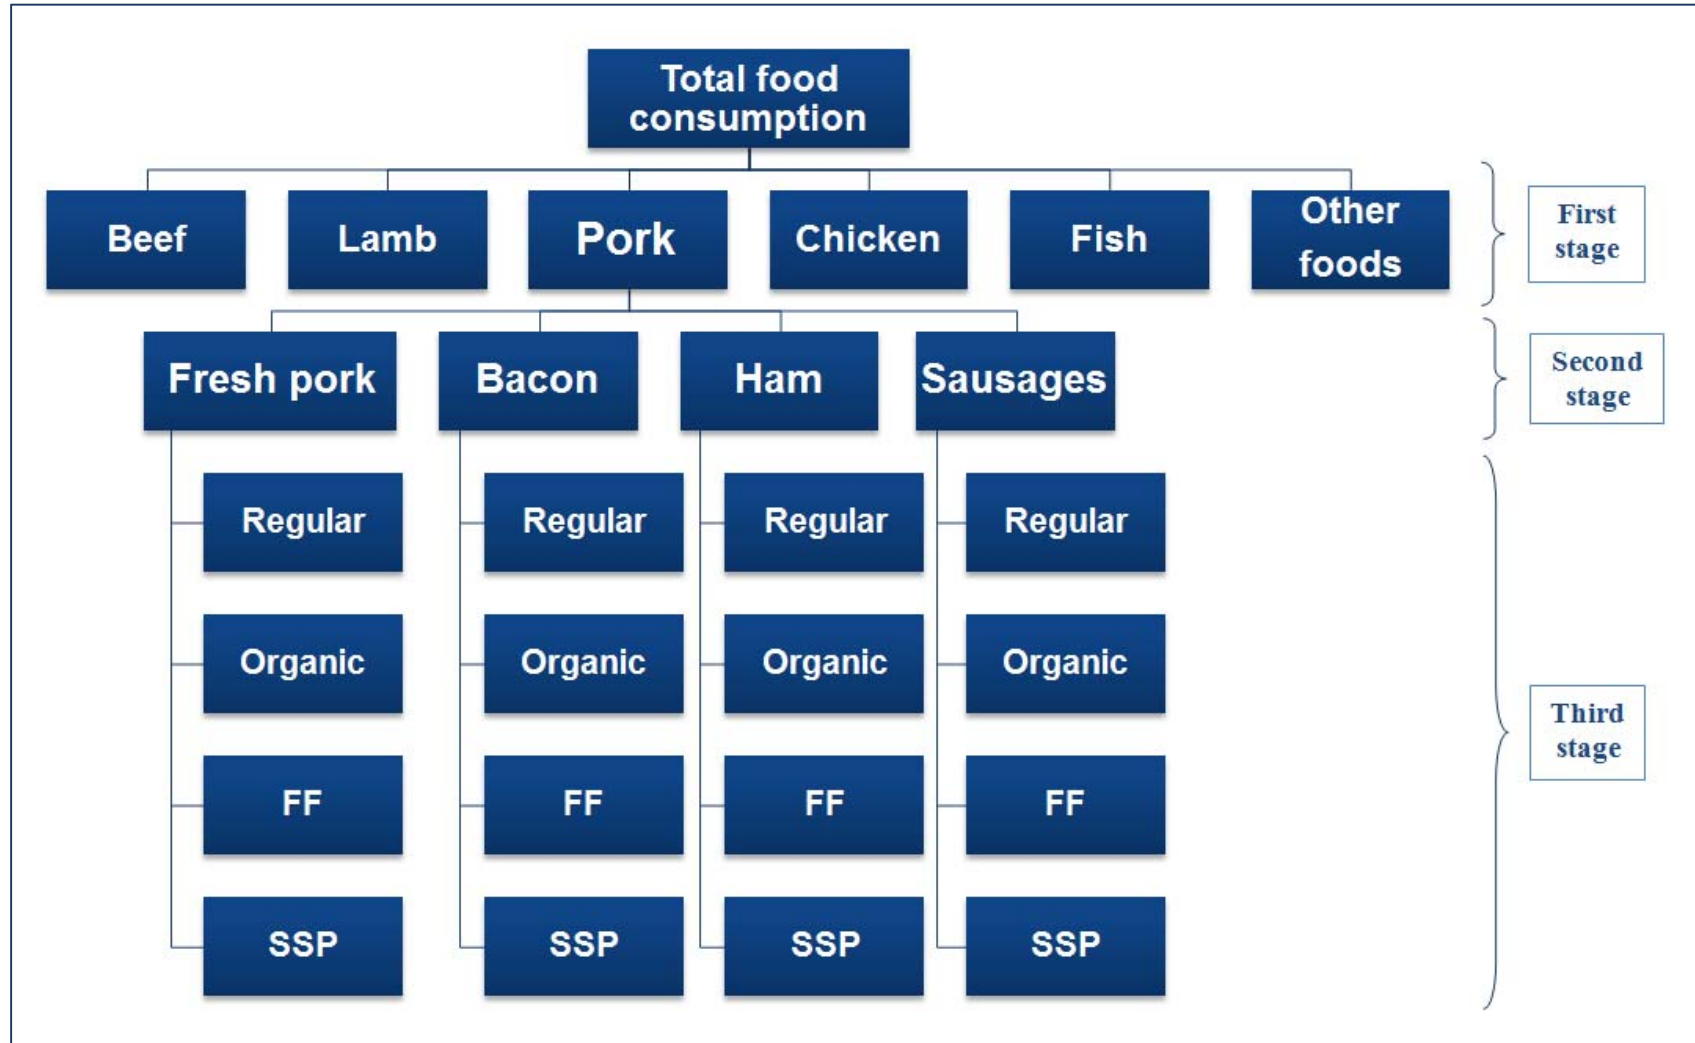 Total food
consumption
Beef
Lamb
Pork
Chicken
Fish
Other
foods
First
stage
Fresh pork
Bacon
Ham
Sausages
Second
stage
Regular
Regular
Regular
Regular
Organic
Organic
Organic
Organic
Third
stage
FF
FF
FF
FF
SSP
SSP
SSP
SSP